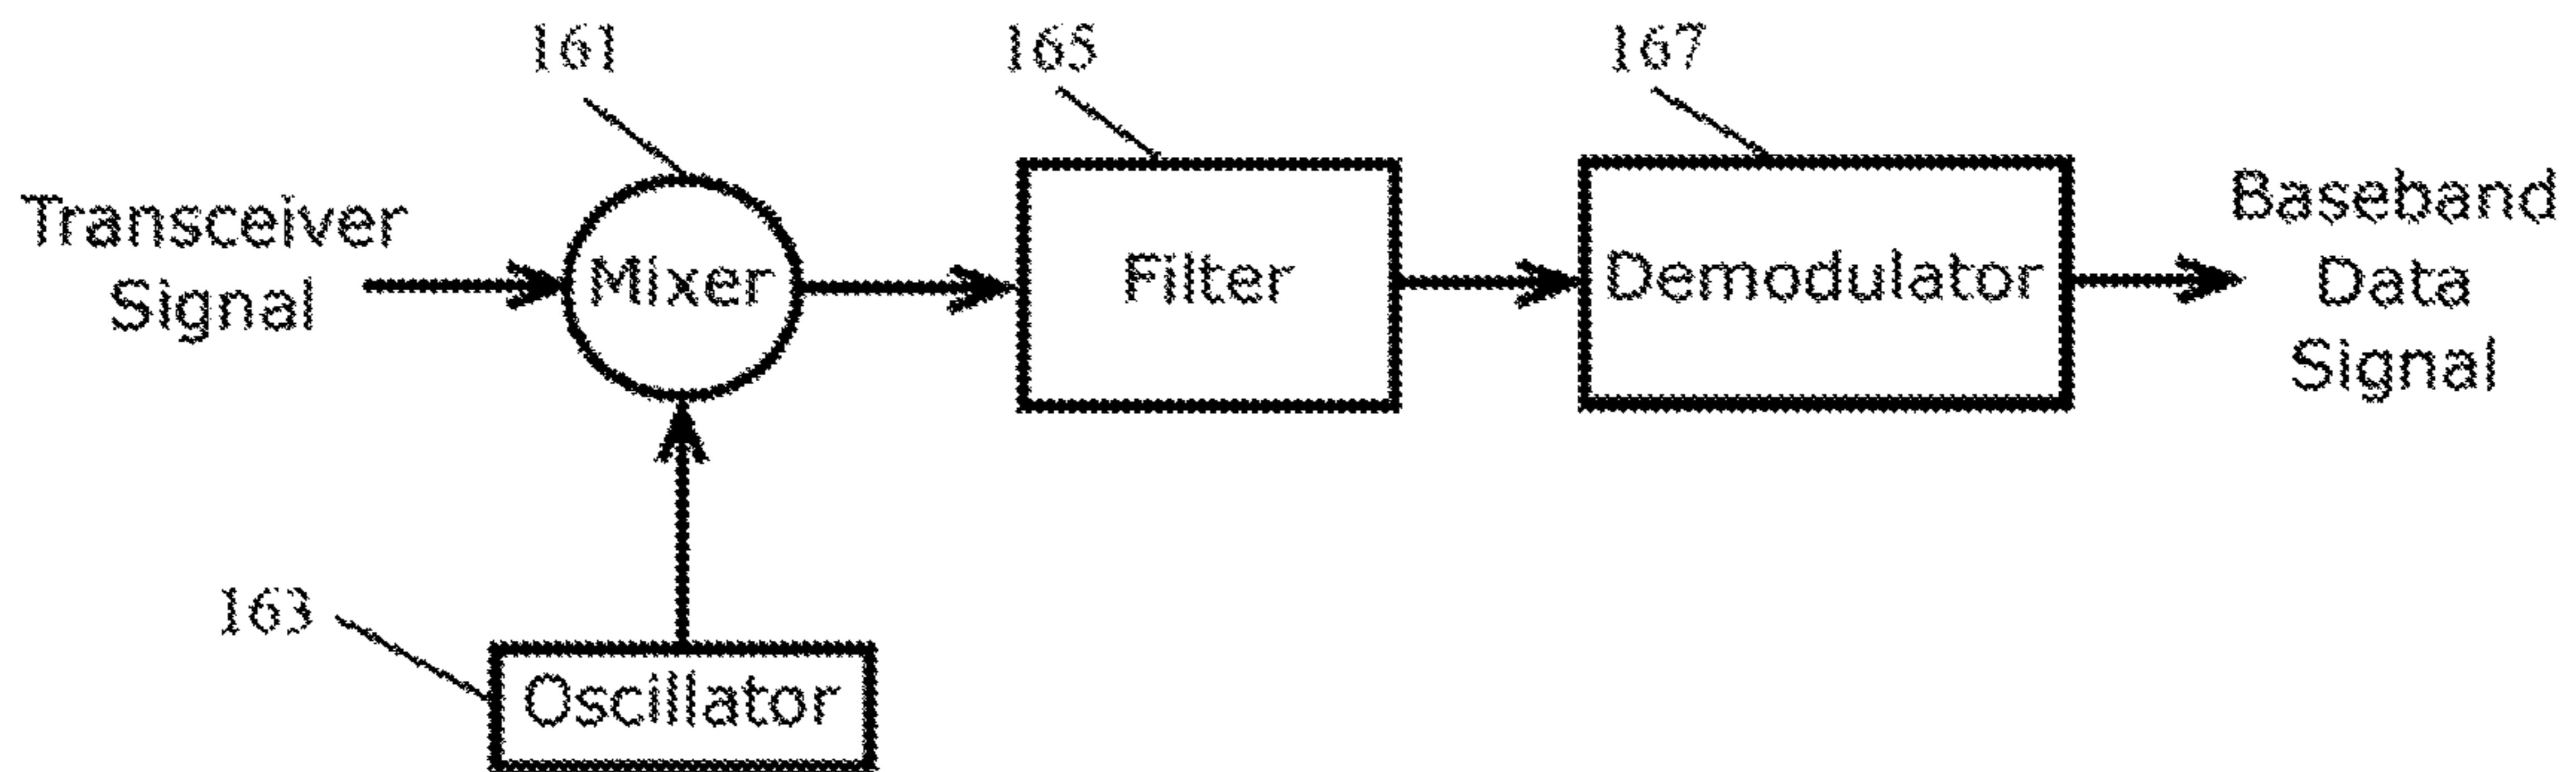 161
165
167
Transceiver
Signal
Mixer
Filter
Demodulator
Baseband
Data
Signal
163
Oscillator